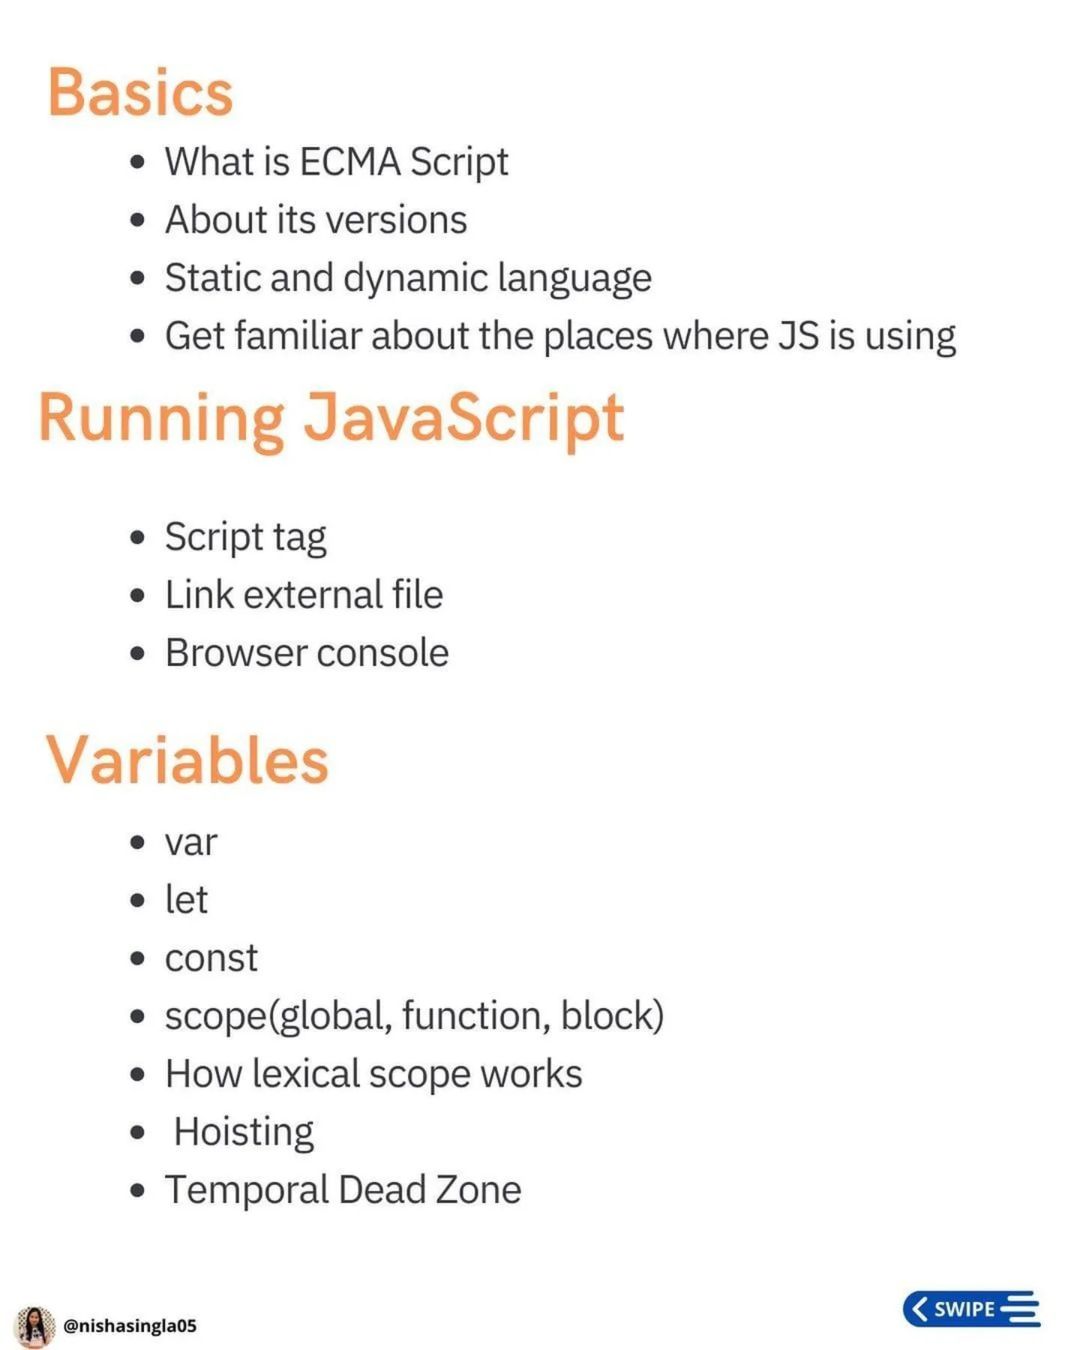 Basics
• What is ECMA Script
• About its versions
• Static and dynamic language
• Get familiar about the places where JS is using
Running JavaScript
• Script tag
• Link external file
• Browser console
Variables
• var
• let
• const
• scope(global, function, block)
• How lexical scope works
• Hoisting
• Temporal Dead Zone
@nishasingla05
SWIPE